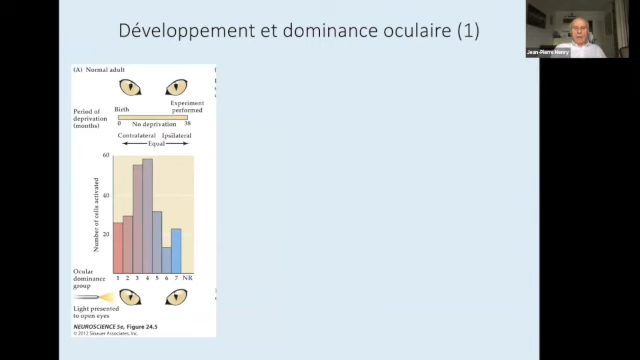 Développement et dominance oculaire (1)
Jean-Pierre Henry
(A) Normal adult
Period of
deprivation
(months)
Birth
Experiment
performed
0
No deprivation
38
Contralateral
Ipsilateral
Equal
Number of cells activated
60
40
20
1 2 3 4 5 6 7 NR
Ocular
dominance
group
Light presented
to open eyes
NEUROSCIENCE 5e, Figure 24.5
© 2012 Sinauer Associates, Inc.